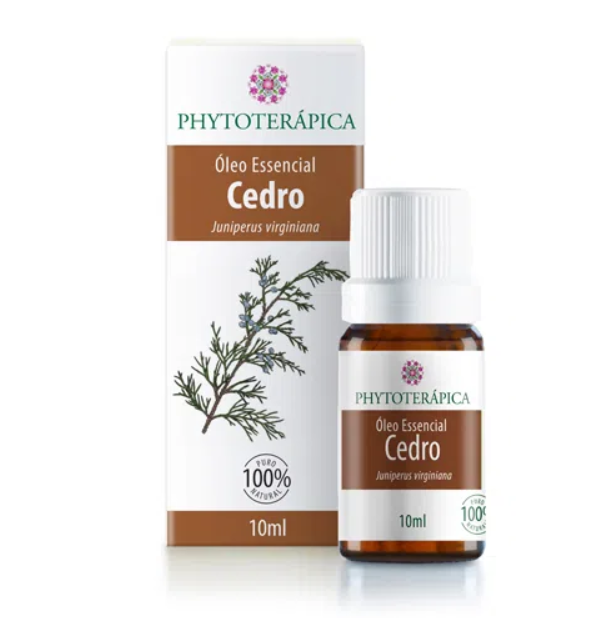 PHYTOTERÁPICA
Óleo Essencial
Cedro
Juniperus virginiana
PURO
100%
NATURAL
10ml
PHYTOTERÁPICA
Óleo Essencial
Cedro
Juniperus virginiana
PURO
100%
10ml